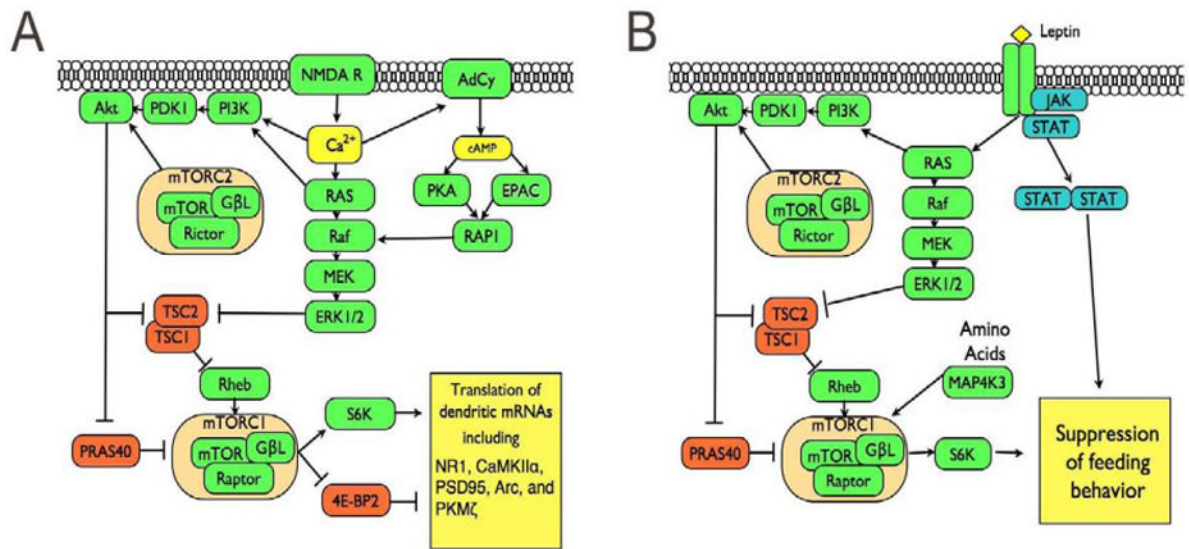 A
NMDA R
AdCy
Akt
PDK1
PI3K
Ca2+
cAMP
mTORC2
mTOR
GβL
Rictor
RAS
PKA
EPAC
Raf
RAP1
MEK
ERK1/2
TSC2
TSC1
Rheb
mTORC1
mTOR
GβL
Raptor
PRAS40
S6K
4E-BP2
Translation of
dendritic mRNAs
including
NR1, CaMKIIα,
PSD95, Arc, and
PKMζ
B
Leptin
JAK
STAT
Akt
PDK1
PI3K
mTORC2
mTOR
GβL
Rictor
RAS
Raf
MEK
ERK1/2
STAT
STAT
TSC2
TSC1
Amino
Acids
MAP4K3
Rheb
mTORC1
mTOR
GβL
Raptor
PRAS40
S6K
Suppression
of feeding
behavior